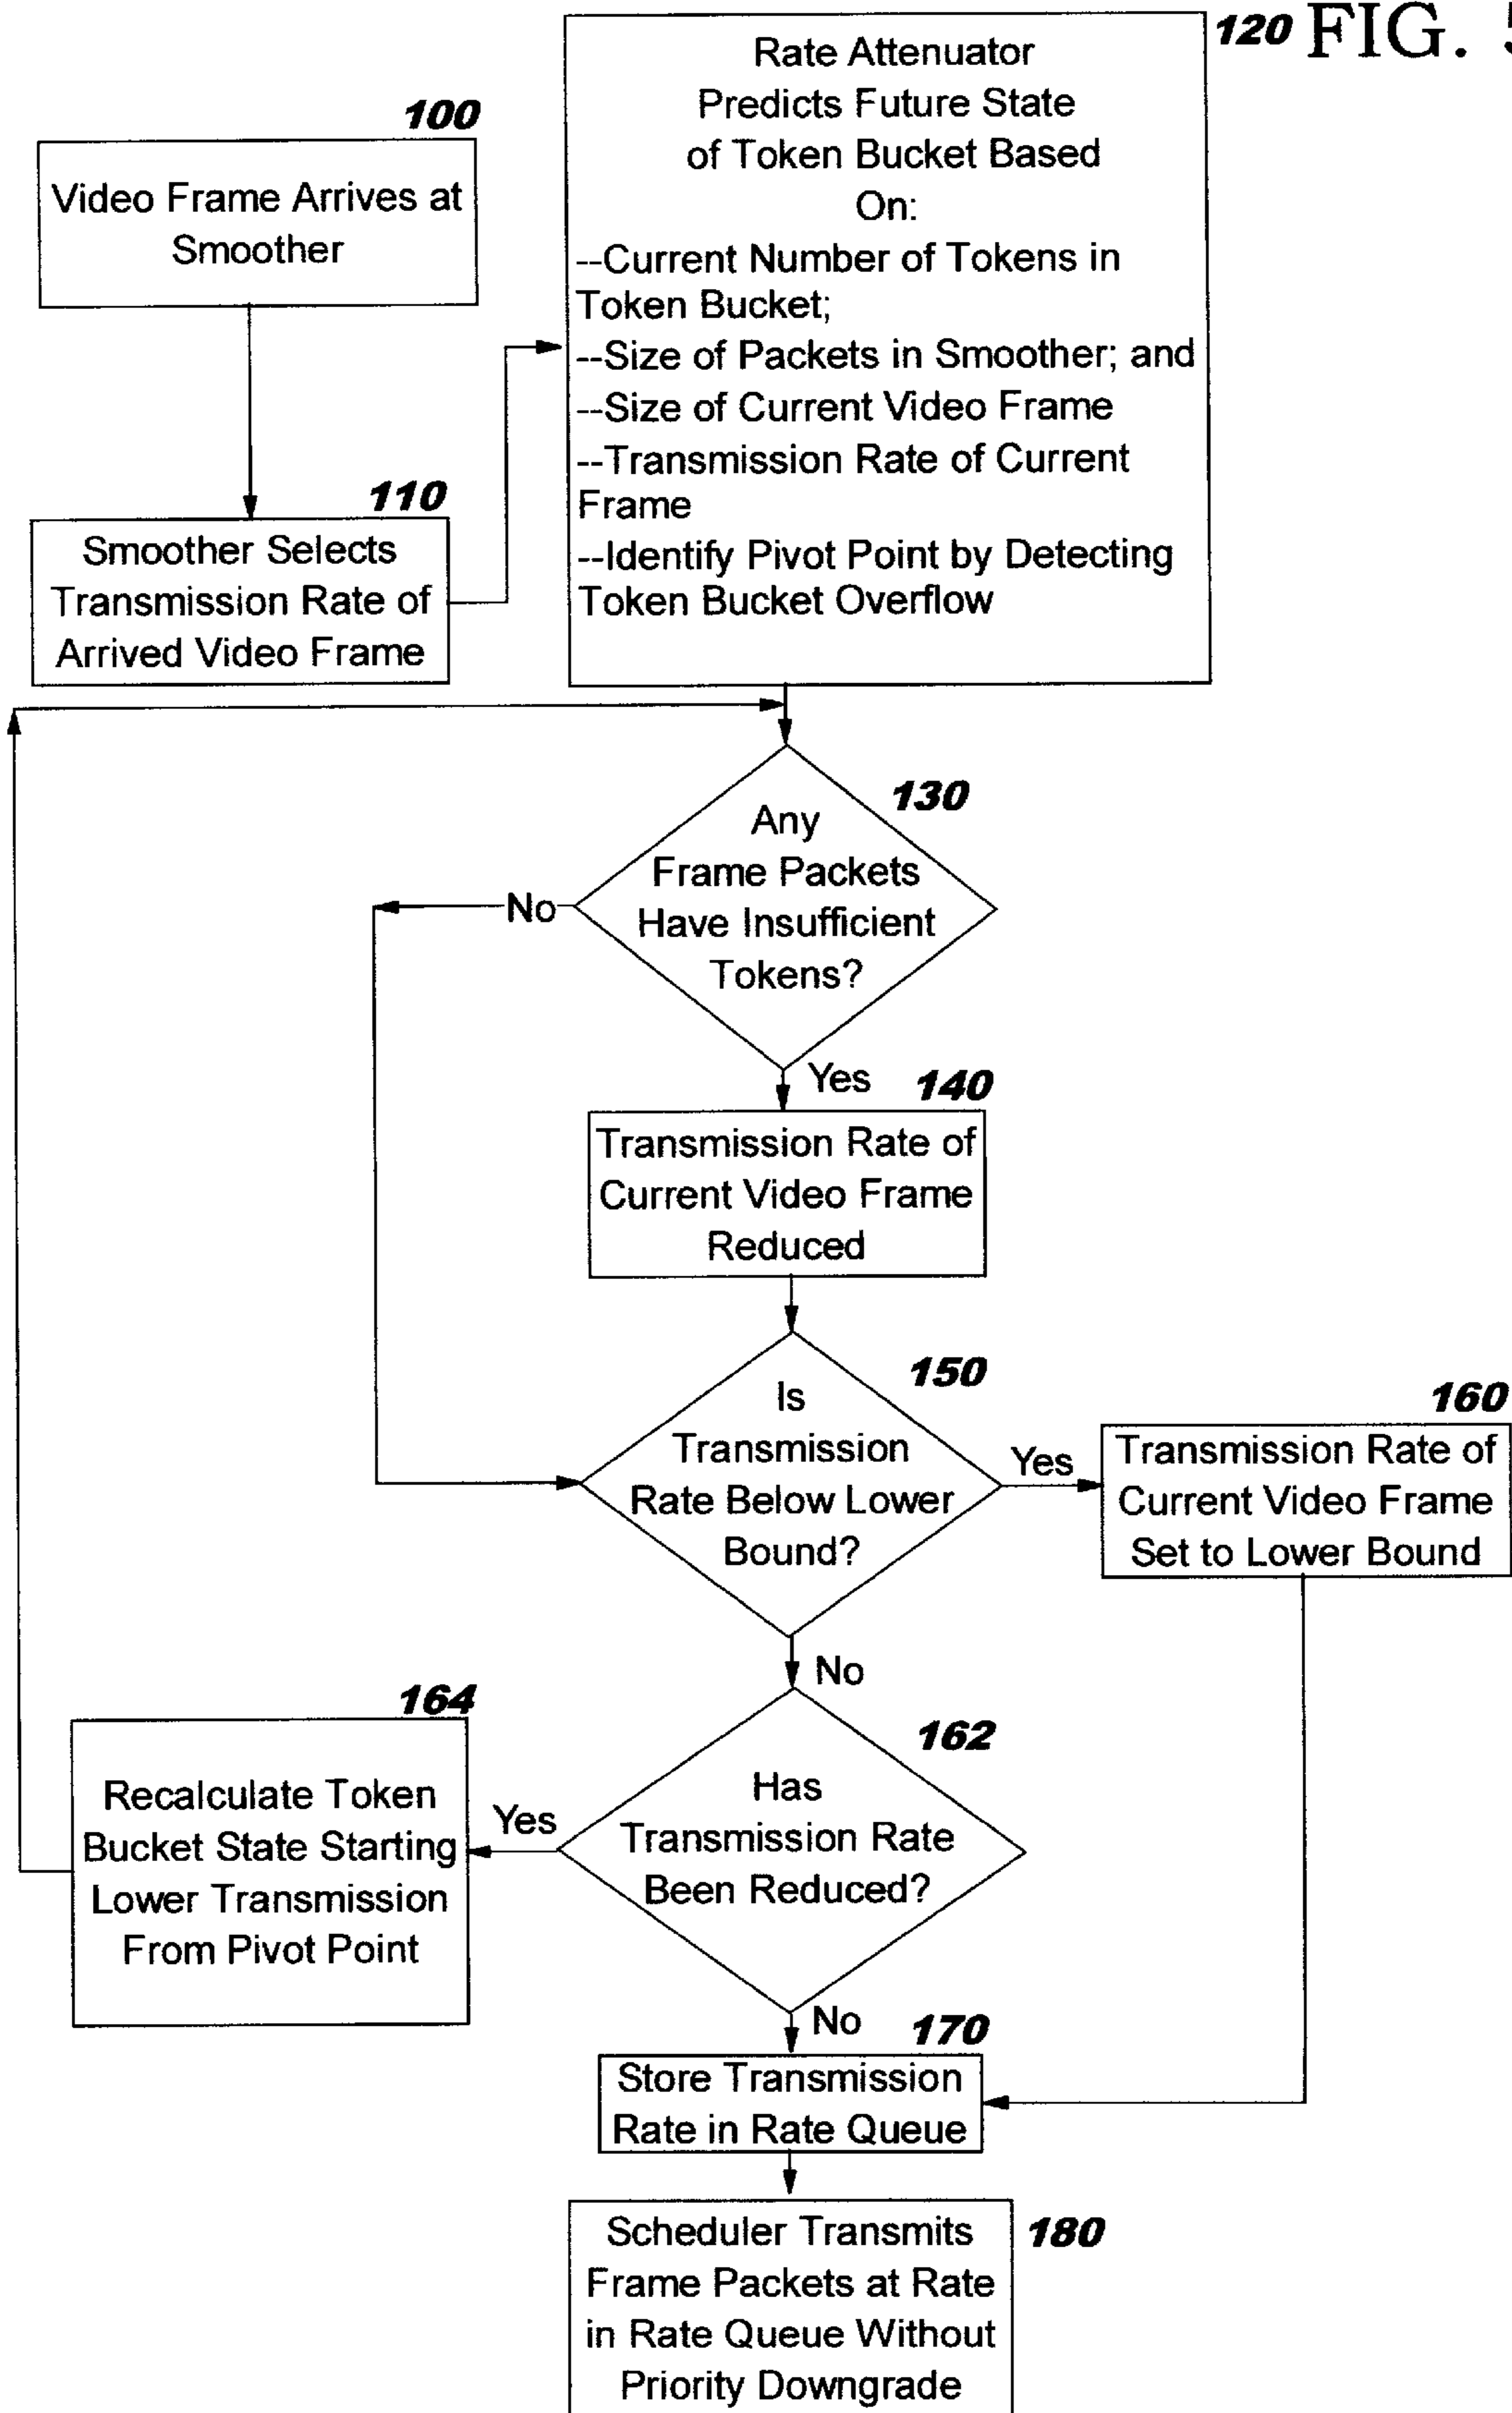 120 FIG. 5
Rate Attenuator
Predicts Future State
of Token Bucket Based
On:
--Current Number of Tokens in
Token Bucket;
--Size of Packets in Smoother; and
--Size of Current Video Frame
--Transmission Rate of Current
Frame
--Identify Pivot Point by Detecting
Token Bucket Overflow
100
Video Frame Arrives at
Smoother
110
Smoother Selects
Transmission Rate of
Arrived Video Frame
130
Any
Frame Packets
Have Insufficient
Tokens?
No
Yes
140
Transmission Rate of
Current Video Frame
Reduced
150
Is
Transmission
Rate Below Lower
Bound?
Yes
160
Transmission Rate of
Current Video Frame
Set to Lower Bound
No
162
Has
Transmission Rate
Been Reduced?
Yes
164
Recalculate Token
Bucket State Starting
Lower Transmission
From Pivot Point
No
170
Store Transmission
Rate in Rate Queue
180
Scheduler Transmits
Frame Packets at Rate
in Rate Queue Without
Priority Downgrade